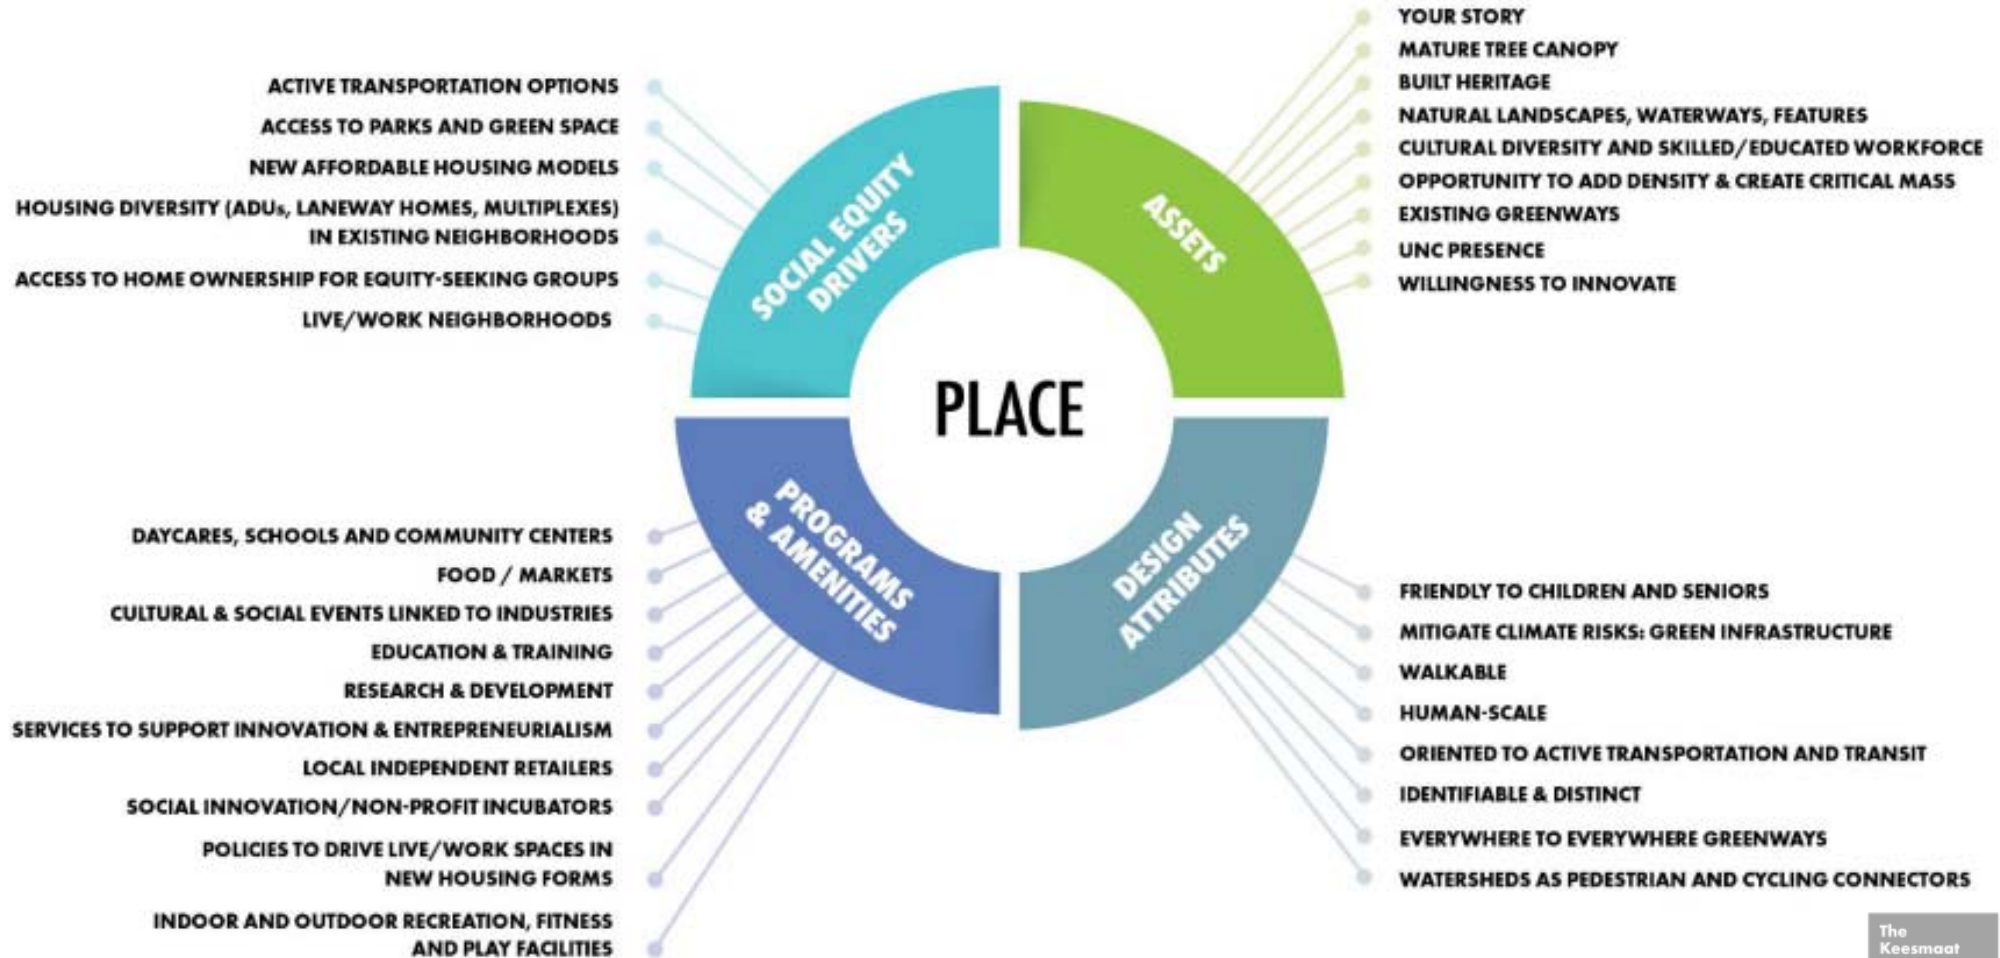 ACTIVE TRANSPORTATION OPTIONS
ACCESS TO PARKS AND GREEN SPACE
NEW AFFORDABLE HOUSING MODELS
HOUSING DIVERSITY (ADUs, LANEWAY HOMES, MULTIPLEXES)
IN EXISTING NEIGHBORHOODS
ACCESS TO HOME OWNERSHIP FOR EQUITY-SEEKING GROUPS
LIVE/WORK NEIGHBORHOODS
SOCIAL EQUITY
DRIVERS
YOUR STORY
MATURE TREE CANOPY
BUILT HERITAGE
NATURAL LANDSCAPES, WATERWAYS, FEATURES
CULTURAL DIVERSITY AND SKILLED/EDUCATED WORKFORCE
OPPORTUNITY TO ADD DENSITY & CREATE CRITICAL MASS
EXISTING GREENWAYS
UNC PRESENCE
WILLINGNESS TO INNOVATE
ASSETS
PLACE
PROGRAMS
& AMENITIES
DAYCARES, SCHOOLS AND COMMUNITY CENTERS
FOOD / MARKETS
CULTURAL & SOCIAL EVENTS LINKED TO INDUSTRIES
EDUCATION & TRAINING
RESEARCH & DEVELOPMENT
SERVICES TO SUPPORT INNOVATION & ENTREPRENEURIALISM
LOCAL INDEPENDENT RETAILERS
SOCIAL INNOVATION/NON-PROFIT INCUBATORS
POLICIES TO DRIVE LIVE/WORK SPACES IN
NEW HOUSING FORMS
INDOOR AND OUTDOOR RECREATION, FITNESS
AND PLAY FACILITIES
DESIGN
ATTRIBUTES
FRIENDLY TO CHILDREN AND SENIORS
MITIGATE CLIMATE RISKS: GREEN INFRASTRUCTURE
WALKABLE
HUMAN-SCALE
ORIENTED TO ACTIVE TRANSPORTATION AND TRANSIT
IDENTIFIABLE & DISTINCT
EVERYWHERE TO EVERYWHERE GREENWAYS
WATERSHEDS AS PEDESTRIAN AND CYCLING CONNECTORS
The
Keesmaat